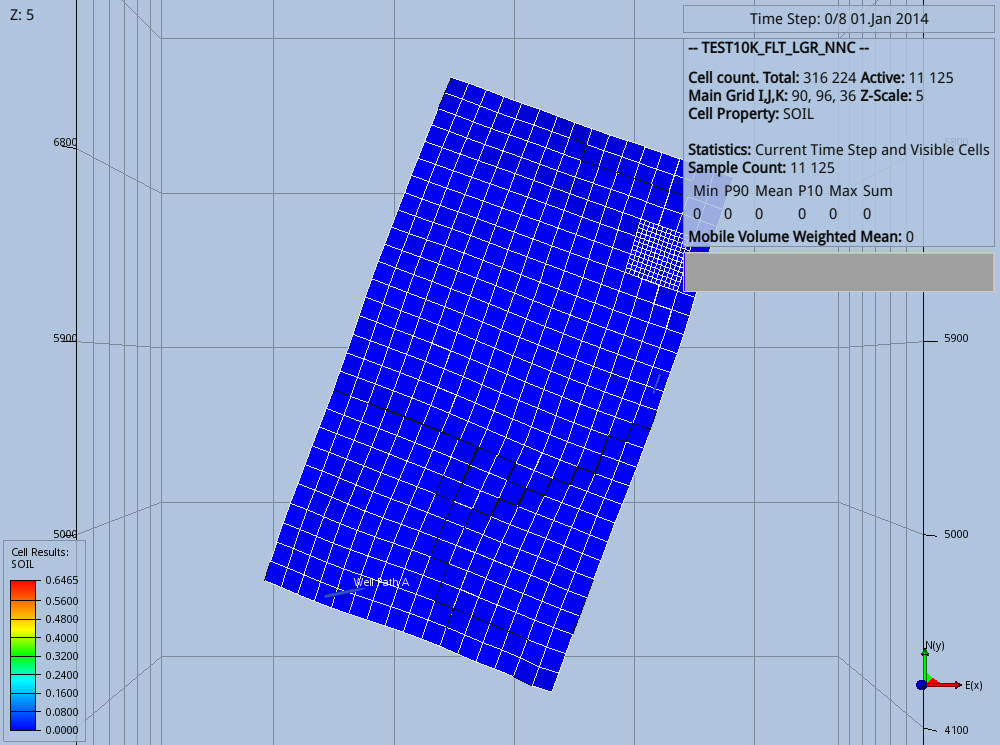 Z: 5
Time Step: 0/8 01.Jan 2014
-- TEST10K_FLT_LGR_NNC --
Cell count. Total: 316 224 Active: 11 125
Main Grid I,J,K: 90, 96, 36 Z-Scale: 5
Cell Property: SOIL
Statistics: Current Time Step and Visible Cells
Sample Count: 11 125
Min P90 Mean P10 Max Sum
0 0 0 0 0 0
Mobile Volume Weighted Mean: 0
6800
5900
5900
5000
5000
4100
Cell Results:
SOIL
0.6465
0.5600
0.4800
0.4000
0.3200
0.2400
0.1600
0.0800
0.0000
Well Path A
N(y)
E(x)